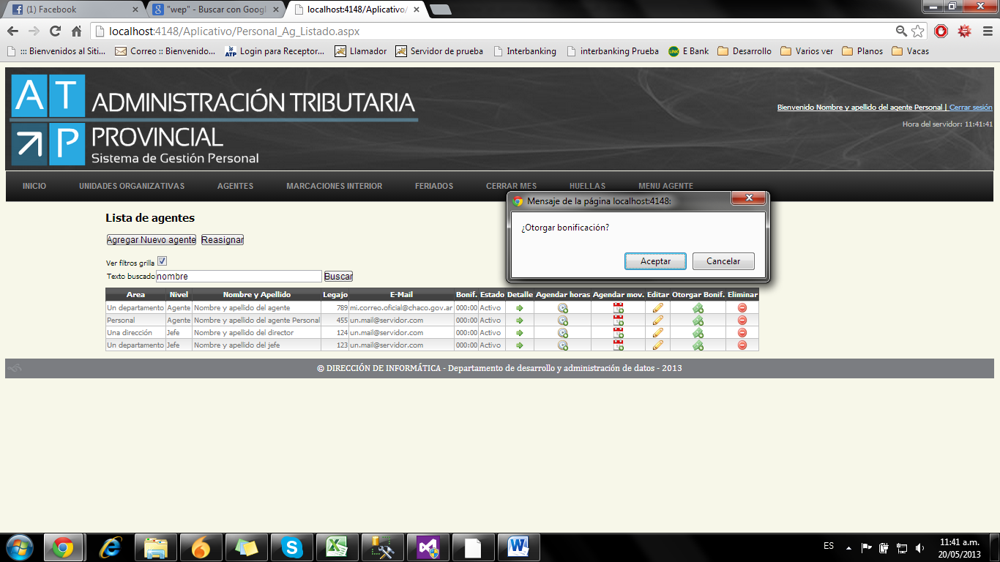 (1) Facebook
"wep" - Buscar con Googl
localhost:4148/Aplicativo/
localhost:4148/Aplicativo/Personal_Ag_Listado.aspx
::: Bienvenidos al Siti... Correo :: Bienvenido... ATP Login para Receptor... Llamador Servidor de prueba Interbanking interbanking Prueba LINK E Bank Desarrollo Varios ver Planos Vacas
AT ADMINISTRACIÓN TRIBUTARIA
P PROVINCIAL
Sistema de Gestión Personal
Bienvenido Nombre y apellido del agente Personal | Cerrar sesión
Hora del servidor: 11:41:41
INICIO UNIDADES ORGANIZATIVAS AGENTES MARCACIONES INTERIOR FERIADOS CERRAR MES HUELLAS MENU AGENTE
Mensaje de la página localhost:4148:
¿Otorgar bonificación?
Aceptar Cancelar
Lista de agentes
Agregar Nuevo agente Reasignar
Ver filtros grilla
Texto buscado nombre Buscar
Area Nivel Nombre y Apellido Legajo E-Mail Bonif. Estado Detalle Agendar horas Agendar mov. Editar Otorgar Bonif. Eliminar
Un departamento Agente Nombre y apellido del agente 789 mi.correo.oficial@chaco.gov.ar 000:00 Activo
Personal Agente Nombre y apellido del agente Personal 455 un.mail@servidor.com 000:00 Activo
Una dirección Jefe Nombre y apellido del director 124 un.mail@servidor.com 000:00 Activo
Un departamento Jefe Nombre y apellido del jefe 123 un.mail@servidor.com 000:00 Activo
© DIRECCIÓN DE INFORMÁTICA - Departamento de desarrollo y administración de datos - 2013
ES
11:41 a.m.
20/05/2013